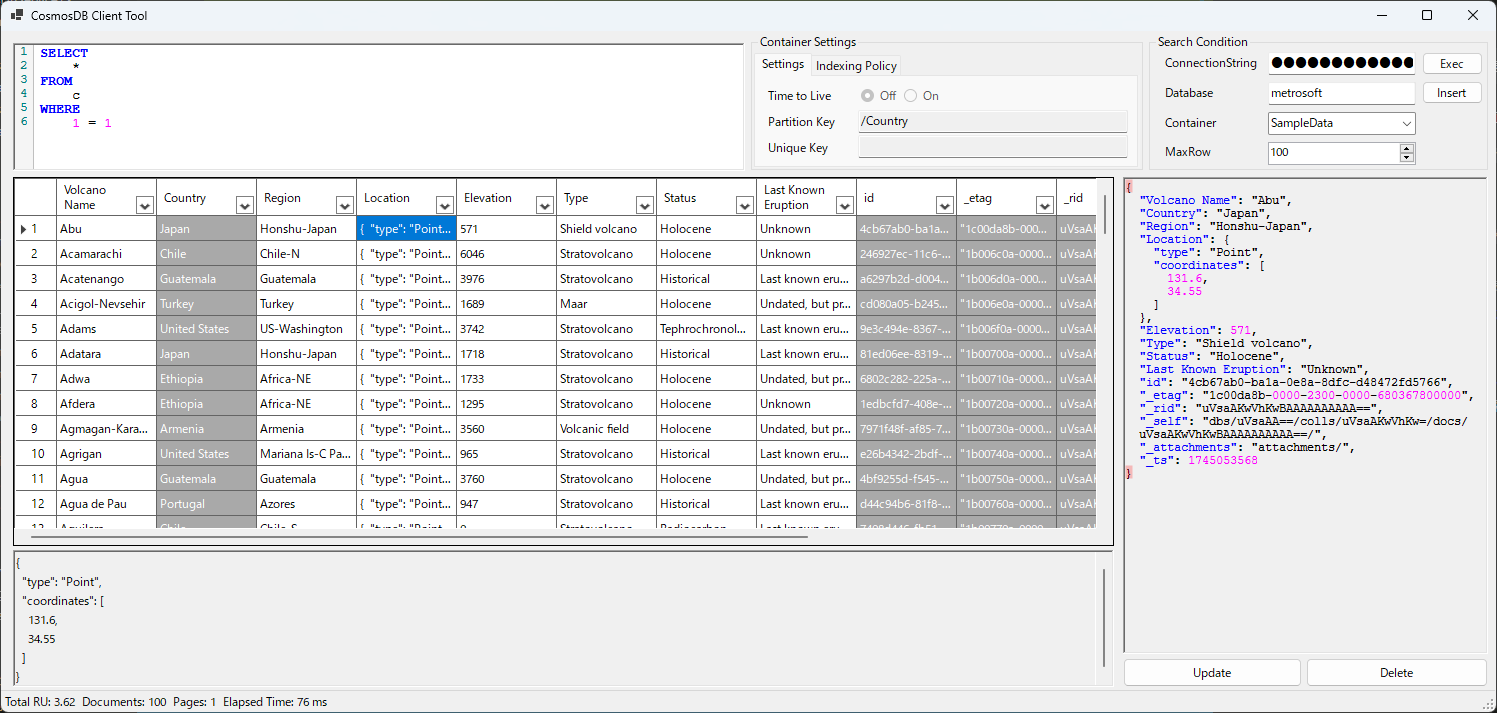 CosmosDB Client Tool
1 SELECT
2 *
3 FROM
4 c
5 WHERE
6 1 = 1
Container Settings
Settings Indexing Policy
Time to Live Off On
Partition Key /Country
Unique Key
Search Condition
ConnectionString ●●●●●●●●●●●● Exec
Database metrosoft Insert
Container SampleData
MaxRow 100
Volcano Name Country Region Location Elevation Type Status Last Known Eruption id _etag _rid
1 Abu Japan Honshu-Japan { "type": "Point... 571 Shield volcano Holocene Unknown 4cb67ab0-ba1a... "1c00da8b-000... uVsaAK
2 Acamarachi Chile Chile-N { "type": "Point... 6046 Stratovolcano Holocene Unknown 246927ec-11c6-... "1b006c0a-0000... uVsaAK
3 Acatenango Guatemala Guatemala { "type": "Point... 3976 Stratovolcano Historical Last known eru... a6297b2d-d004... "1b006d0a-0000... uVsaAK
4 Acigol-Nevsehir Turkey Turkey { "type": "Point... 1689 Maar Holocene Undated, but pr... cd080a05-b245... "1b006e0a-0000... uVsaAK
5 Adams United States US-Washington { "type": "Point... 3742 Stratovolcano Tephrochronol... Last known eru... 9e3c494e-8367-... "1b006f0a-0000... uVsaAK
6 Adatara Japan Honshu-Japan { "type": "Point... 1718 Stratovolcano Historical Last known eru... 81ed06ee-8319-... "1b00700a-0000... uVsaAK
7 Adwa Ethiopia Africa-NE { "type": "Point... 1733 Stratovolcano Holocene Undated, but pr... 6802c282-225a-... "1b00710a-0000... uVsaAK
8 Afdera Ethiopia Africa-NE { "type": "Point... 1295 Stratovolcano Holocene Unknown 1edbcfd7-408e-... "1b00720a-0000... uVsaAK
9 Agmagan-Kara... Armenia Armenia { "type": "Point... 3560 Volcanic field Holocene Undated, but pr... 7971f48f-af85-7... "1b00730a-0000... uVsaAK
10 Agrigan United States Mariana Is-C Pa... { "type": "Point... 965 Stratovolcano Historical Last known eru... e26b4342-2bdf-... "1b00740a-0000... uVsaAK
11 Agua Guatemala Guatemala { "type": "Point... 3760 Stratovolcano Holocene Undated, but pr... 4bf9255d-f545-... "1b00750a-0000... uVsaAK
12 Agua de Pau Portugal Azores { "type": "Point... 947 Stratovolcano Historical Last known eru... d44c94b6-81f8-... "1b00760a-0000... uVsaAK
{
"type": "Point",
"coordinates": [
131.6,
34.55
]
}
{
"Volcano Name": "Abu",
"Country": "Japan",
"Region": "Honshu-Japan",
"Location": {
"type": "Point",
"coordinates": [
131.6,
34.55
]
},
"Elevation": 571,
"Type": "Shield volcano",
"Status": "Holocene",
"Last Known Eruption": "Unknown",
"id": "4cb67ab0-ba1a-0e8a-8dfc-d48472fd5766",
"_etag": "1c00da8b-0000-2300-0000-680367800000",
"_rid": "uVsaAKwVhKwBAAAAAAAAAA==",
"_self": "dbs/uVsaAA==/colls/uVsaAKwVhKw=/docs/
uVsaAKwVhKwBAAAAAAAAAA==/",
"_attachments": "attachments/",
"_ts": 1745053568
}
Update Delete
Total RU: 3.62 Documents: 100 Pages: 1 Elapsed Time: 76 ms